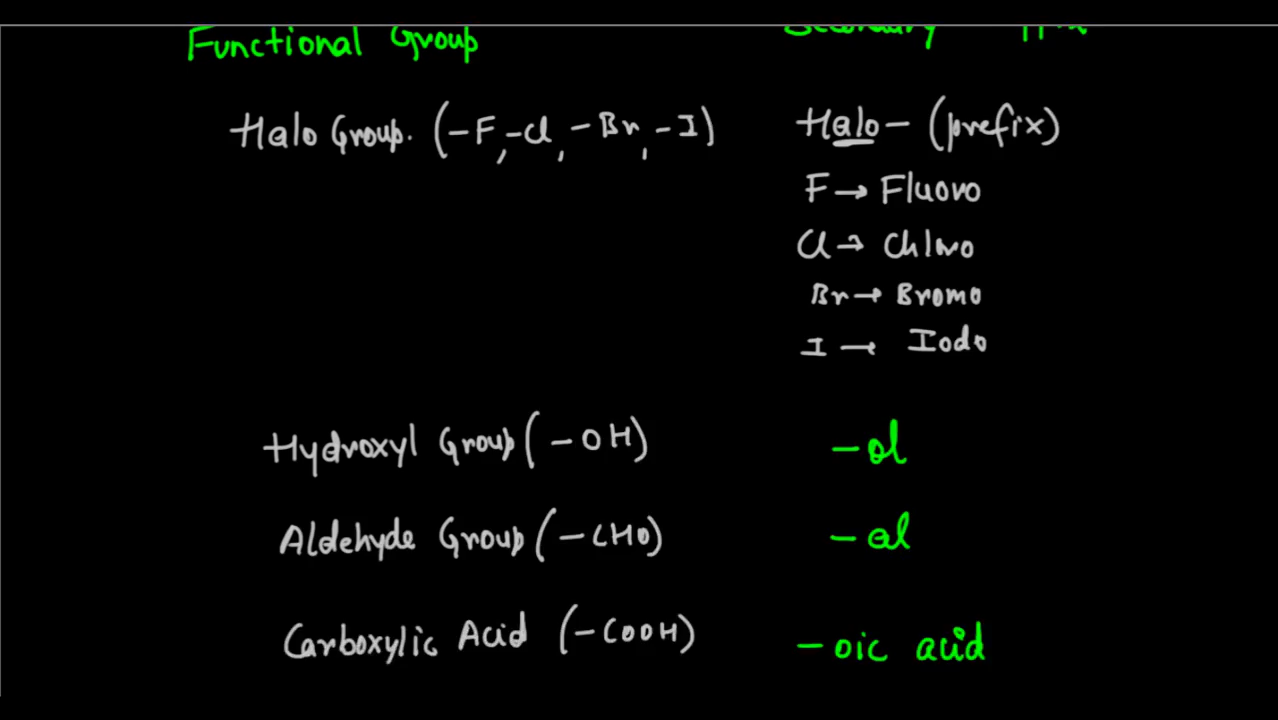 Functional Group
Halo Group. (-F, -Cl, -Br, -I) Halo- (prefix)
F → Fluoro
Cl → Chloro
Br → Bromo
I → Iodo
Hydroxyl Group (-OH) -ol
Aldehyde Group (-CHO) -al
Carboxylic Acid (-COOH) -oic acid